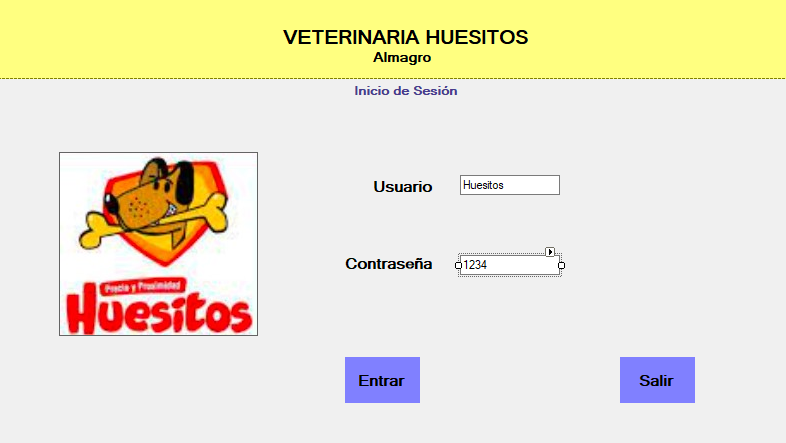 VETERINARIA HUESITOS
Almagro
Inicio de Sesión
Usuario
Huesitos
Contraseña
1234
Precio y Proximidad
Huesitos
Entrar
Salir